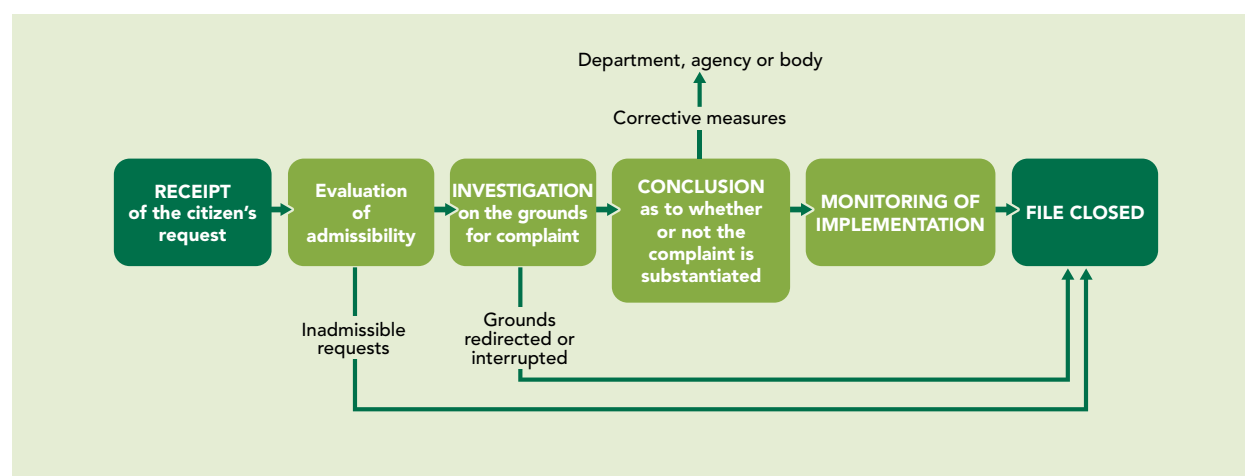 Department, agency or body
Corrective measures
RECEIPT
of the citizen's
request
Evaluation
of
admissibility
INVESTIGATION
on the grounds
for complaint
CONCLUSION
as to whether
or not the
complaint is
substantiated
MONITORING OF
IMPLEMENTATION
FILE CLOSED
Inadmissible
requests
Grounds
redirected or
interrupted